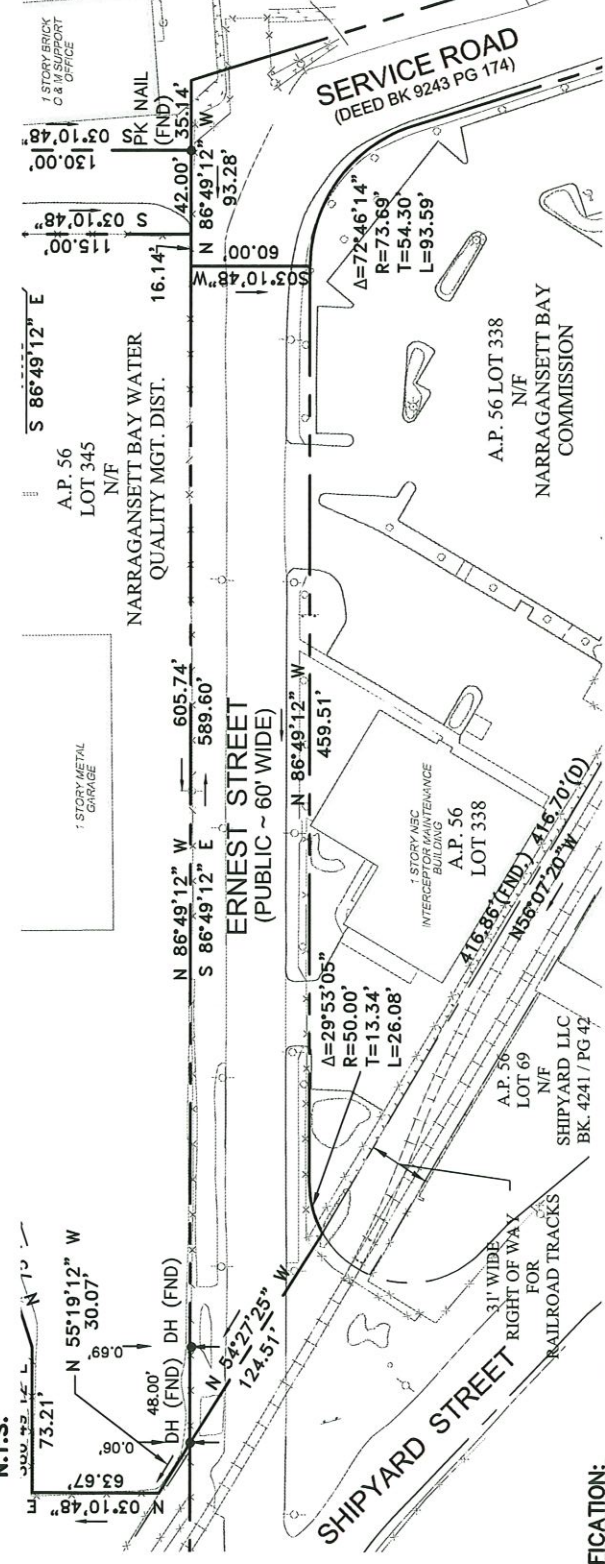 N.T.S.
73.21'
N 55°19'12" W
30.07'
N 03°10'48" E
63.67'
0.06'
0.69'
48.00'
DH (FND)
DH (FND)
N 54°27'25" W
124.51'
1 STORY METAL
GARAGE
S 86°49'12" E
A.P. 56
LOT 345
N/F
NARRAGANSETT BAY WATER
QUALITY MGT. DIST.
115.00'
S 03°10'48"
130.00'
S 03°10'48"
1 STORY BRICK
O & M SUPPORT
OFFICE
PK NAIL
(FND)
16.14'
42.00'
35.14'
N 86°49'12" W
93.28'
S03°10'48"W
60.00
N 86°49'12" W 605.74'
S 86°49'12" E 589.60'
ERNEST STREET
(PUBLIC ~ 60' WIDE)
N 86°49'12" W
459.51'
SERVICE ROAD
(DEED BK 9243 PG 174)
Δ=72°46'14"
R=73.69'
T=54.30'
L=93.59'
A.P. 56 LOT 338
N/F
NARRAGANSETT BAY
COMMISSION
1 STORY NBC
INTERCEPTOR MAINTENANCE
BUILDING
A.P. 56
LOT 338
Δ=29°53'05"
R=50.00'
T=13.34'
L=26.08'
416.86'(FND.) 416.70'(D)
N56°07'20"W
A.P. 56
LOT 69
N/F
SHIPYARD LLC
BK. 4241 / PG 42
31' WIDE
RIGHT OF WAY
FOR
RAILROAD TRACKS
SHIPYARD STREET
FICATION: